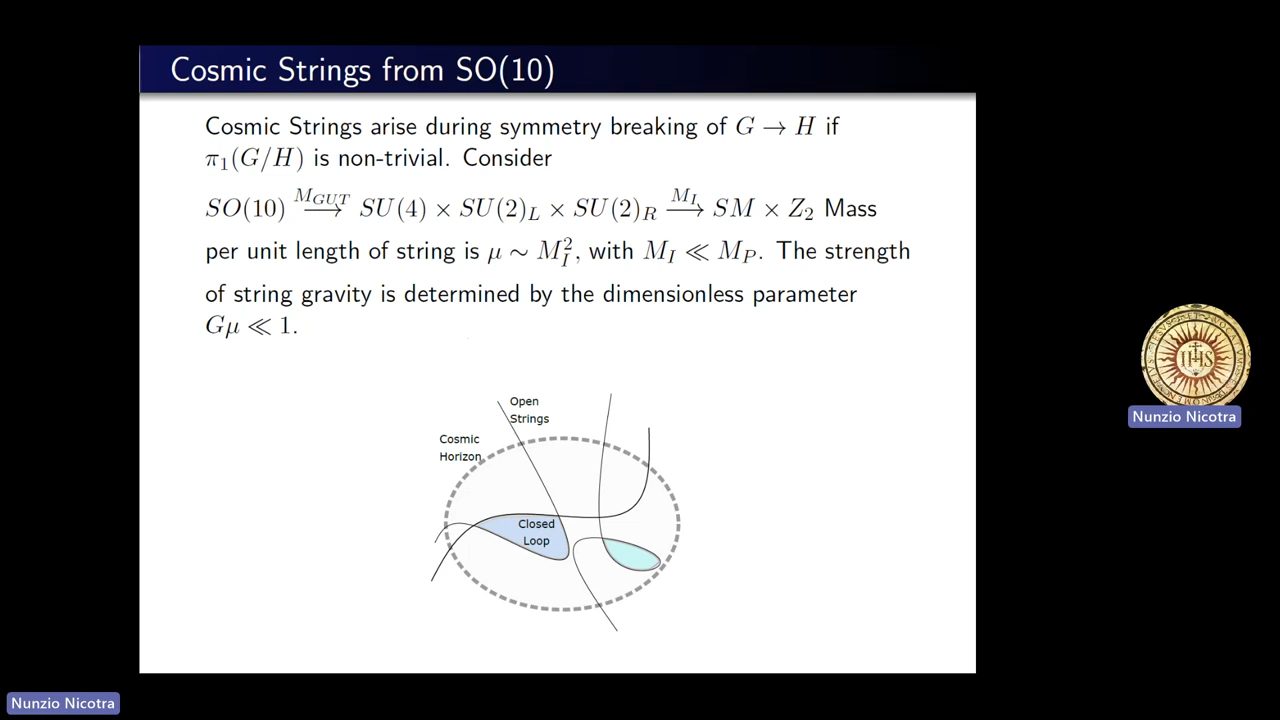 Cosmic Strings from SO(10)
Cosmic Strings arise during symmetry breaking of G → H if
π₁(G/H) is non-trivial. Consider
SO(10) —M_GUT→ SU(4) × SU(2)_L × SU(2)_R —M_I→ SM × Z₂ Mass
per unit length of string is μ ∼ M_I², with M_I ≪ M_P. The strength
of string gravity is determined by the dimensionless parameter
Gμ ≪ 1.
Open
Strings
Cosmic
Horizon
Closed
Loop
IHS
Nunzio Nicotra
Nunzio Nicotra